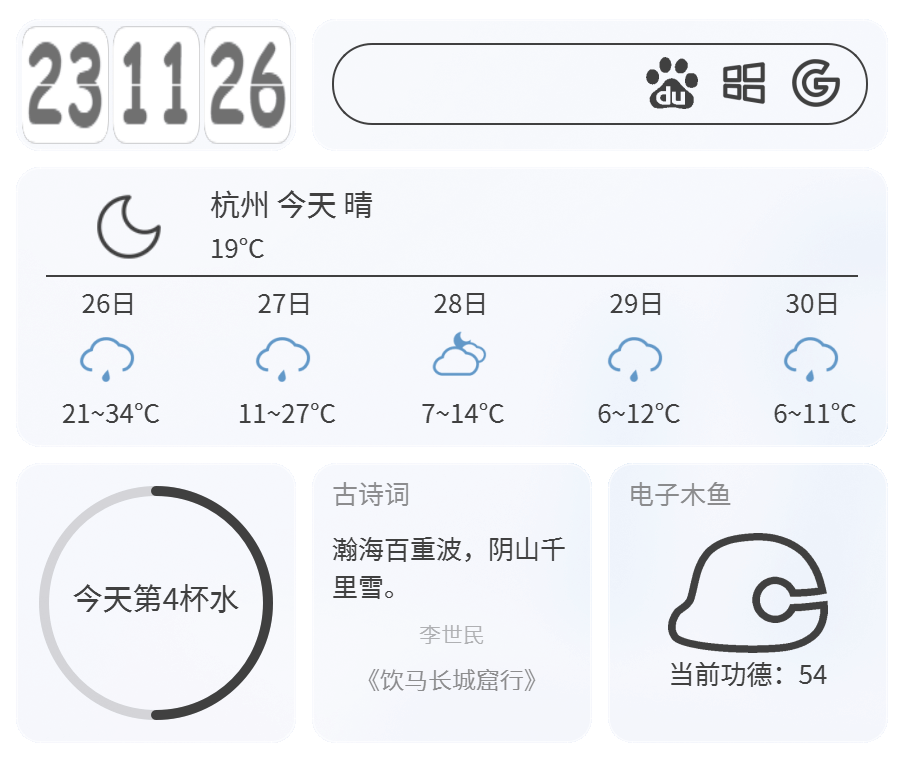 23 11 26
du
杭州 今天 晴
19℃
26日 27日 28日 29日 30日
21~34℃ 11~27℃ 7~14℃ 6~12℃ 6~11℃
今天第4杯水
古诗词
瀚海百重波，阴山千
里雪。
李世民
《饮马长城窟行》
电子木鱼
当前功德：54